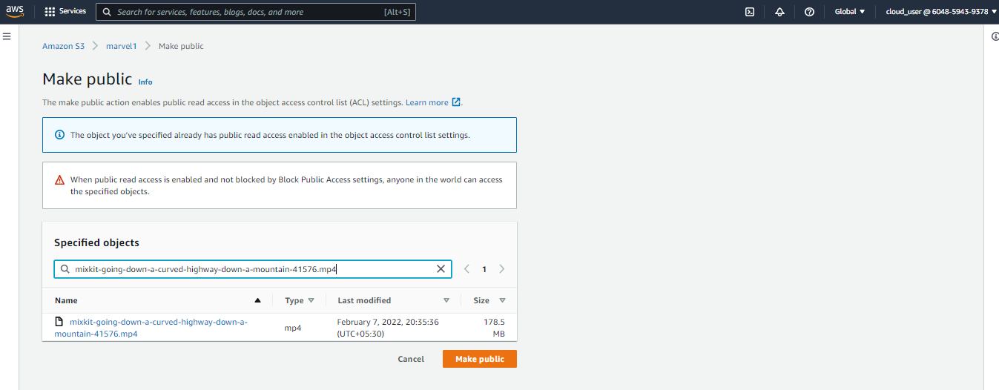 aws
Services
Search for services, features, blogs, docs, and more
[Alt+S]
Global
cloud_user @ 6048-5943-9378
Amazon S3 > marvel1 > Make public
Make public Info
The make public action enables public read access in the object access control list (ACL) settings. Learn more.
The object you've specified already has public read access enabled in the object access control list settings.
When public read access is enabled and not blocked by Block Public Access settings, anyone in the world can access
the specified objects.
Specified objects
mixkit-going-down-a-curved-highway-down-a-mountain-41576.mp4
1
Name
Type
Last modified
Size
mixkit-going-down-a-curved-highway-down-a-
mountain-41576.mp4
mp4
February 7, 2022, 20:35:36
(UTC+05:30)
178.5
MB
Cancel
Make public